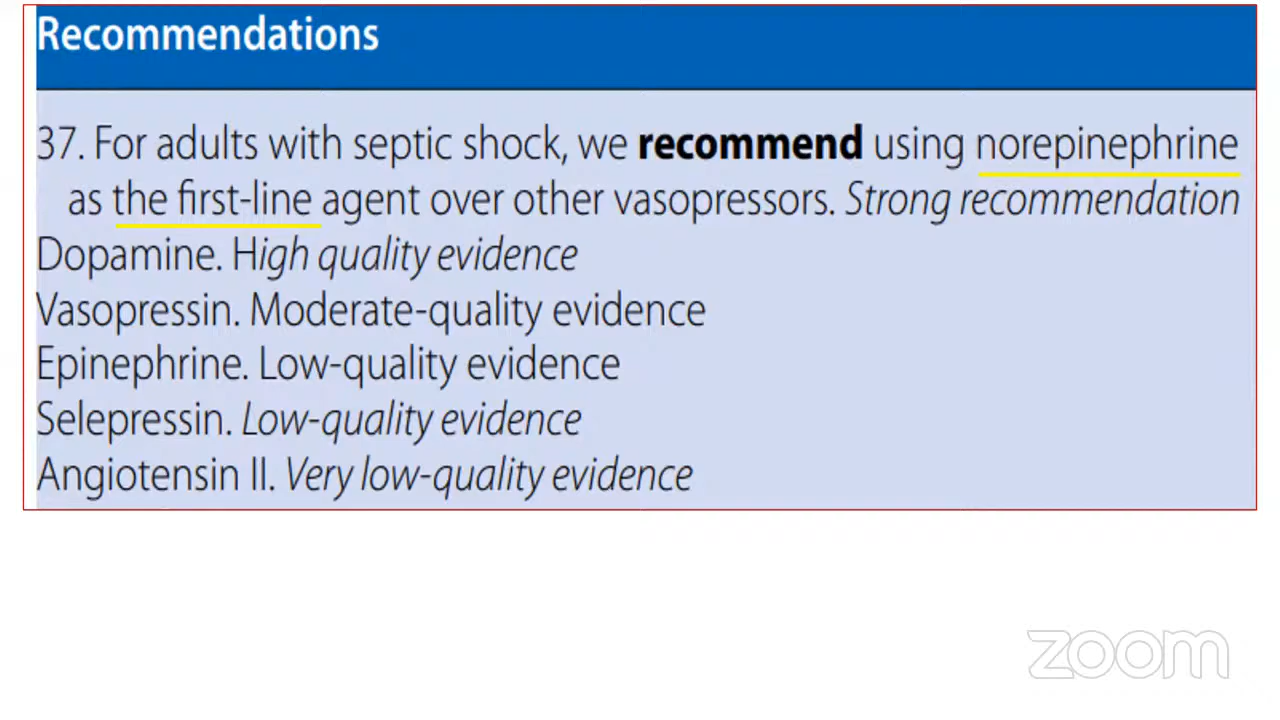 Recommendations
37. For adults with septic shock, we recommend using norepinephrine
as the first-line agent over other vasopressors. Strong recommendation
Dopamine. High quality evidence
Vasopressin. Moderate-quality evidence
Epinephrine. Low-quality evidence
Selepressin. Low-quality evidence
Angiotensin II. Very low-quality evidence
zoom